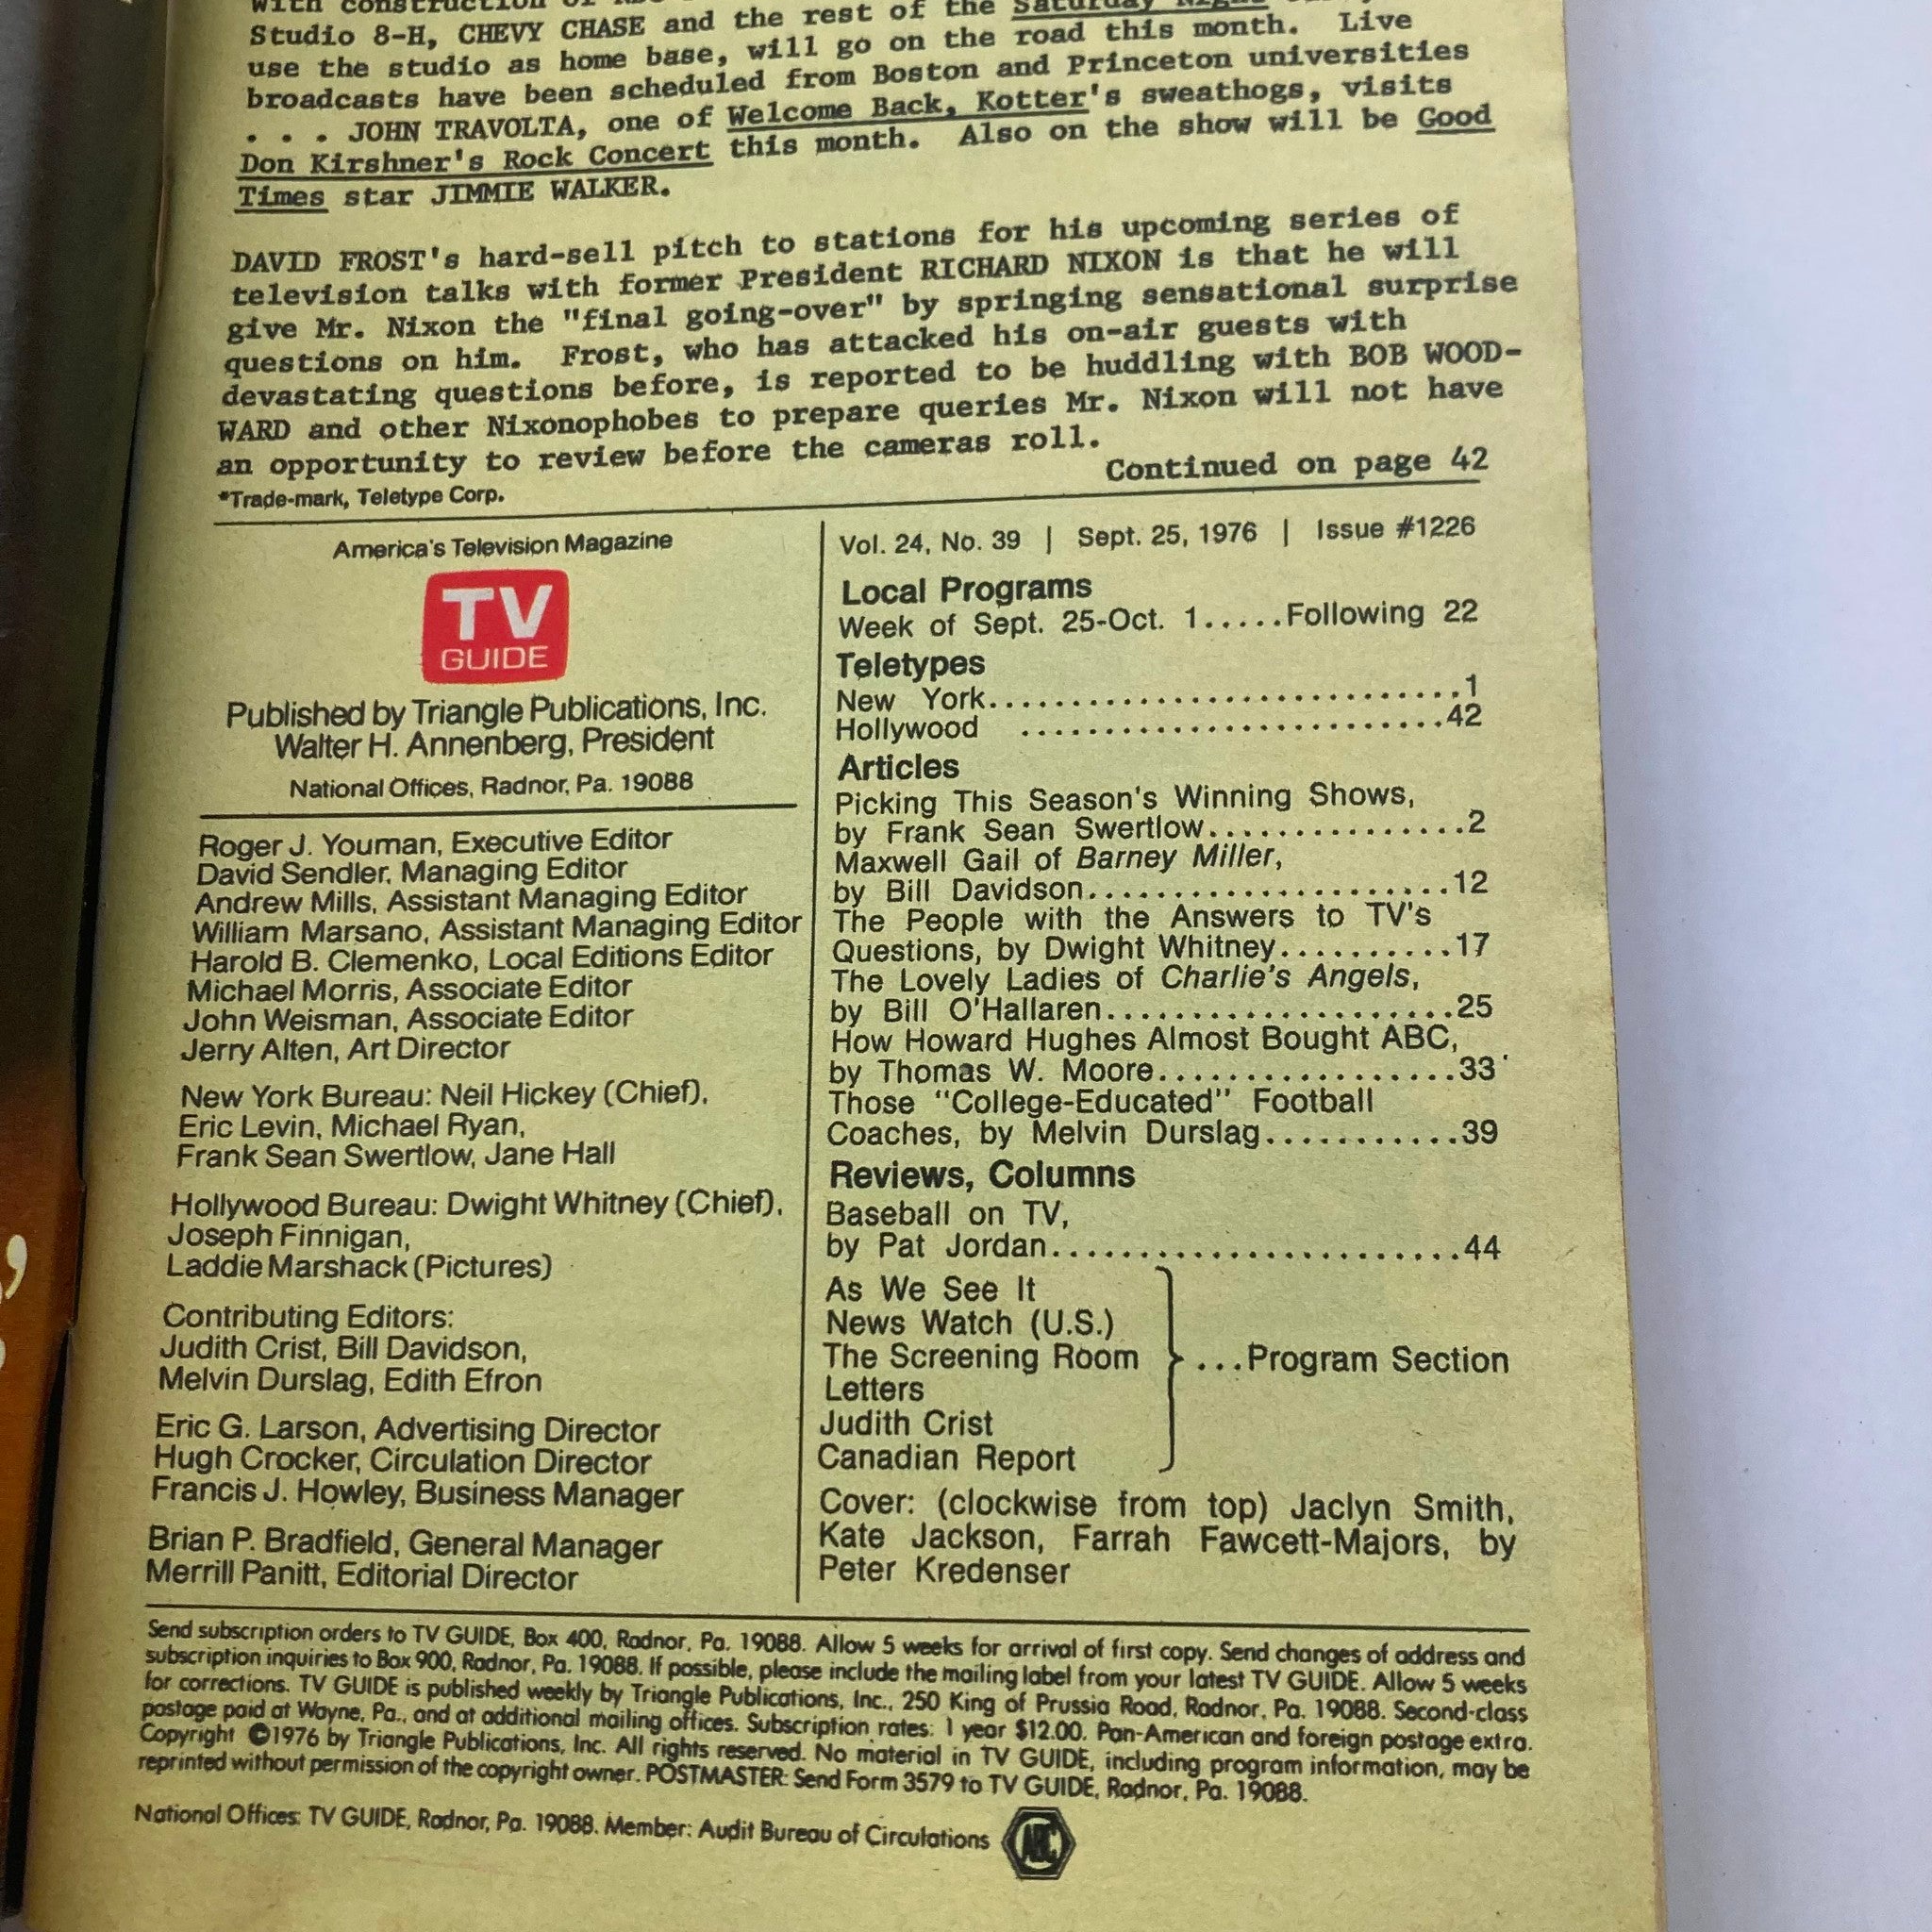 Studio 8-H, CHEVY CHASE and the rest of the Saturday Night
use the studio as home base, will go on the road this month. Live
broadcasts have been scheduled from Boston and Princeton universities
. . . JOHN TRAVOLTA, one of Welcome Back, Kotter's sweathogs, visits
Don Kirshner's Rock Concert this month. Also on the show will be Good
Times star JIMMIE WALKER.
DAVID FROST's hard-sell pitch to stations for his upcoming series of
television talks with former President RICHARD NIXON is that he will
give Mr. Nixon the "final going-over" by springing sensational surprise
questions on him. Frost, who has attacked his on-air guests with
devastating questions before, is reported to be huddling with BOB WOOD-
WARD and other Nixonophobes to prepare queries Mr. Nixon will not have
an opportunity to review before the cameras roll.
Continued on page 42
*Trade-mark, Teletype Corp.
America's Television Magazine
TV
GUIDE
Published by Triangle Publications, Inc.
Walter H. Annenberg, President
National Offices, Radnor, Pa. 19088
Roger J. Youman, Executive Editor
David Sendler, Managing Editor
Andrew Mills, Assistant Managing Editor
William Marsano, Assistant Managing Editor
Harold B. Clemenko, Local Editions Editor
Michael Morris, Associate Editor
John Weisman, Associate Editor
Jerry Alten, Art Director
New York Bureau: Neil Hickey (Chief),
Eric Levin, Michael Ryan,
Frank Sean Swertlow, Jane Hall
Hollywood Bureau: Dwight Whitney (Chief),
Joseph Finnigan,
Laddie Marshack (Pictures)
Contributing Editors:
Judith Crist, Bill Davidson,
Melvin Durslag, Edith Efron
Eric G. Larson, Advertising Director
Hugh Crocker, Circulation Director
Francis J. Howley, Business Manager
Brian P. Bradfield, General Manager
Merrill Panitt, Editorial Director
Vol. 24, No. 39 | Sept. 25, 1976 | Issue #1226
Local Programs
Week of Sept. 25-Oct. 1.....Following 22
Teletypes
New York...........................1
Hollywood ........................42
Articles
Picking This Season's Winning Shows,
by Frank Sean Swertlow...............2
Maxwell Gail of Barney Miller,
by Bill Davidson.....................12
The People with the Answers to TV's
Questions, by Dwight Whitney..........17
The Lovely Ladies of Charlie's Angels,
by Bill O'Hallaren....................25
How Howard Hughes Almost Bought ABC,
by Thomas W. Moore.................33
Those "College-Educated" Football
Coaches, by Melvin Durslag...........39
Reviews, Columns
Baseball on TV,
by Pat Jordan........................44
As We See It
News Watch (U.S.)
The Screening Room ...Program Section
Letters
Judith Crist
Canadian Report
Cover: (clockwise from top) Jaclyn Smith,
Kate Jackson, Farrah Fawcett-Majors, by
Peter Kredenser
Send subscription orders to TV GUIDE, Box 400, Radnor, Pa. 19088. Allow 5 weeks for arrival of first copy. Send changes of address and
subscription inquiries to Box 900, Radnor, Pa. 19088. If possible, please include the mailing label from your latest TV GUIDE. Allow 5 weeks
for corrections. TV GUIDE is published weekly by Triangle Publications, Inc., 250 King of Prussia Road, Radnor, Pa. 19088. Second-class
postage paid at Wayne, Pa., and at additional mailing offices. Subscription rates: 1 year $12.00. Pan-American and foreign postage extra.
Copyright ©1976 by Triangle Publications, Inc. All rights reserved. No material in TV GUIDE, including program information, may be
reprinted without permission of the copyright owner. POSTMASTER: Send Form 3579 to TV GUIDE, Radnor, Pa. 19088.
National Offices: TV GUIDE, Radnor, Pa. 19088. Member: Audit Bureau of Circulations
ABC